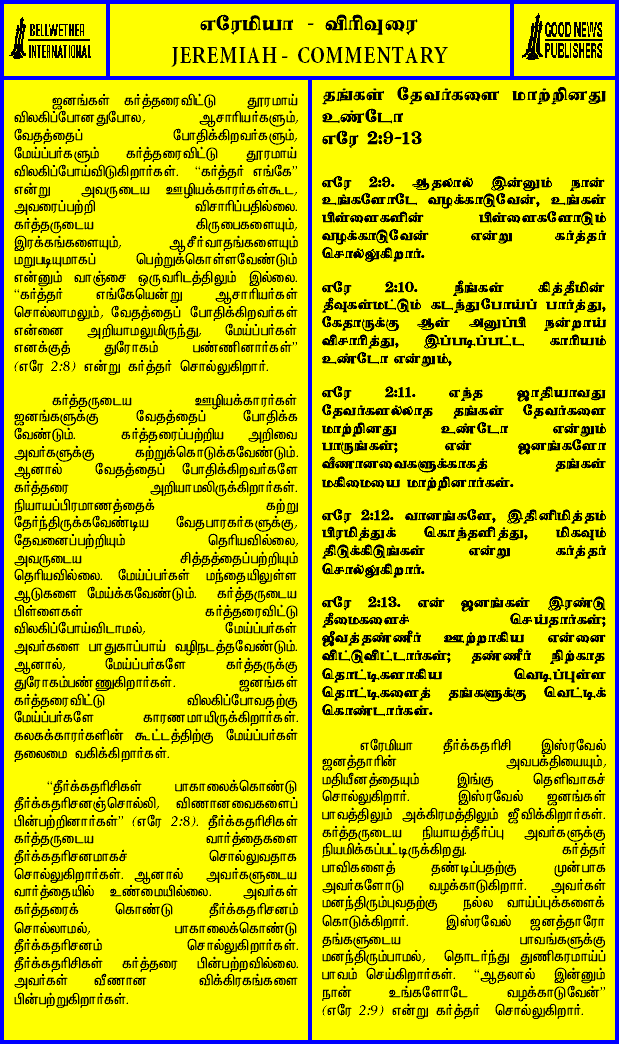 BELLWETHER
INTERNATIONAL
எரேமியா - விரிவுரை
JEREMIAH - COMMENTARY
GOOD NEWS
PUBLISHERS
ஜனங்கள் கர்த்தரைவிட்டு தூரமாய்
விலகிப்போனதுபோல, ஆசாரியர்களும்,
வேதத்தைப் போதிக்கிறவர்களும்,
மேய்ப்பர்களும் கர்த்தரைவிட்டு தூரமாய்
விலகிப்போய்விடுகிறார்கள். “கர்த்தர் எங்கே”
என்று அவருடைய ஊழியக்காரர்கள்கூட,
அவரைப்பற்றி விசாரிப்பதில்லை.
கர்த்தருடைய கிருபைகளையும்,
இரக்கங்களையும், ஆசீர்வாதங்களையும்
மறுபடியுமாகப் பெற்றுக்கொள்ளவேண்டும்
என்னும் வாஞ்சை ஒருவரிடத்திலும் இல்லை.
“கர்த்தர் எங்கேயென்று ஆசாரியர்கள்
சொல்லாமலும், வேதத்தைப் போதிக்கிறவர்கள்
என்னை அறியாமலுமிருந்து, மேய்ப்பர்கள்
எனக்குத் துரோகம் பண்ணினார்கள்”
(எரே 2:8) என்று கர்த்தர் சொல்லுகிறார்.
கர்த்தருடைய ஊழியக்காரர்கள்
ஜனங்களுக்கு வேதத்தைப் போதிக்க
வேண்டும். கர்த்தரைப்பற்றிய அறிவை
அவர்களுக்கு கற்றுக்கொடுக்கவேண்டும்.
ஆனால் வேதத்தைப் போதிக்கிறவர்களே
கர்த்தரை அறியாமலிருக்கிறார்கள்.
நியாயப்பிரமாணத்தைக் கற்று
தேர்ந்திருக்கவேண்டிய வேதபாரகர்களுக்கு,
தேவனைப்பற்றியும் தெரியவில்லை,
அவருடைய சித்தத்தைப்பற்றியும்
தெரியவில்லை. மேய்ப்பர்கள் மந்தையிலுள்ள
ஆடுகளை மேய்க்கவேண்டும். கர்த்தருடைய
பிள்ளைகள் கர்த்தரைவிட்டு
விலகிப்போய்விடாமல், மேய்ப்பர்கள்
அவர்களை பாதுகாப்பாய் வழிநடத்தவேண்டும்.
ஆனால், மேய்ப்பர்களே கர்த்தருக்கு
துரோகம்பண்ணுகிறார்கள். ஜனங்கள்
கர்த்தரைவிட்டு விலகிப்போவதற்கு
மேய்ப்பர்களே காரணமாயிருக்கிறார்கள்.
கலகக்காரர்களின் கூட்டத்திற்கு மேய்ப்பர்கள்
தலைமை வகிக்கிறார்கள்.
“தீர்க்கதரிசிகள் பாகாலைக்கொண்டு
தீர்க்கதரிசனஞ்சொல்லி, வீணானவைகளைப்
பின்பற்றினார்கள்” (எரே 2:8). தீர்க்கதரிசிகள்
கர்த்தருடைய வார்த்தைகளை
தீர்க்கதரிசனமாகச் சொல்லுவதாக
சொல்லுகிறார்கள். ஆனால் அவர்களுடைய
வார்த்தையில் உண்மையில்லை. அவர்கள்
கர்த்தரைக் கொண்டு தீர்க்கதரிசனம்
சொல்லாமல், பாகாலைக்கொண்டு
தீர்க்கதரிசனம் சொல்லுகிறார்கள்.
தீர்க்கதரிசிகள் கர்த்தரை பின்பற்றவில்லை.
அவர்கள் வீணான விக்கிரகங்களை
பின்பற்றுகிறார்கள்.
தங்கள் தேவர்களை மாற்றினது
உண்டோ
எரே 2:9-13
எரே 2:9. ஆதலால் இன்னும் நான்
உங்களோடே வழக்காடுவேன், உங்கள்
பிள்ளைகளின் பிள்ளைகளோடும்
வழக்காடுவேன் என்று கர்த்தர்
சொல்லுகிறார்.
எரே 2:10. நீங்கள் கித்தீமின்
தீவுகள்மட்டும் கடந்துபோய்ப் பார்த்து,
கேதாருக்கு ஆள் அனுப்பி நன்றாய்
விசாரித்து, இப்படிப்பட்ட காரியம்
உண்டோ என்றும்,
எரே 2:11. எந்த ஜாதியாவது
தேவர்களல்லாத தங்கள் தேவர்களை
மாற்றினது உண்டோ என்றும்
பாருங்கள்; என் ஜனங்களோ
வீணானவைகளுக்காகத் தங்கள்
மகிமையை மாற்றினார்கள்.
எரே 2:12. வானங்களே, இதினிமித்தம்
பிரமித்துக் கொந்தளித்து, மிகவும்
திடுக்கிடுங்கள் என்று கர்த்தர்
சொல்லுகிறார்.
எரே 2:13. என் ஜனங்கள் இரண்டு
தீமைகளைச் செய்தார்கள்;
ஜீவத்தண்ணீர் ஊற்றாகிய என்னை
விட்டுவிட்டார்கள்; தண்ணீர் நிற்காத
தொட்டிகளாகிய வெடிப்புள்ள
தொட்டிகளைத் தங்களுக்கு வெட்டிக்
கொண்டார்கள்.
எரேமியா தீர்க்கதரிசி இஸ்ரவேல்
ஜனத்தாரின் அவபக்தியையும்,
மதியீனத்தையும் இங்கு தெளிவாகச்
சொல்லுகிறார். இஸ்ரவேல் ஜனங்கள்
பாவத்திலும் அக்கிரமத்திலும் ஜீவிக்கிறார்கள்.
கர்த்தருடைய நியாயத்தீர்ப்பு அவர்களுக்கு
நியமிக்கப்பட்டிருக்கிறது. கர்த்தர்
பாவிகளைத் தண்டிப்பதற்கு முன்பாக
அவர்களோடு வழக்காடுகிறார். அவர்கள்
மனந்திரும்புவதற்கு நல்ல வாய்ப்புக்களைக்
கொடுக்கிறார். இஸ்ரவேல் ஜனத்தாரோ
தங்களுடைய பாவங்களுக்கு
மனந்திரும்பாமல், தொடர்ந்து துணிகரமாய்ப்
பாவம் செய்கிறார்கள். “ஆதலால் இன்னும்
நான் உங்களோடே வழக்காடுவேன்”
(எரே 2:9) என்று கர்த்தர் சொல்லுகிறார்.